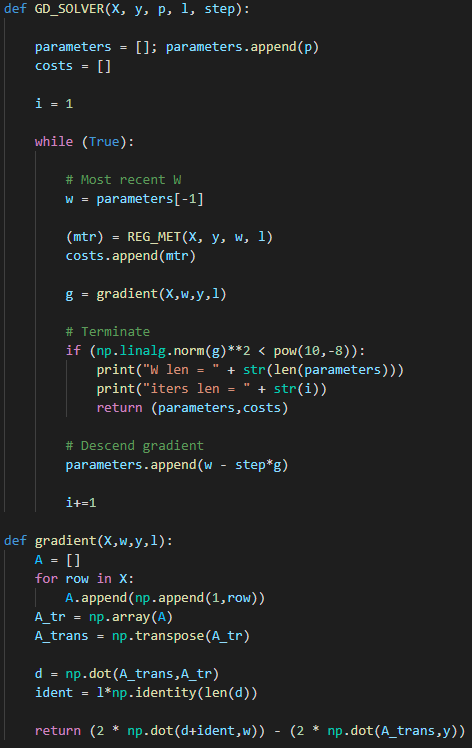 def GD_SOLVER(X, y, p, l, step):
parameters = []; parameters.append(p)
costs = []
i = 1
while (True):
# Most recent W
w = parameters[-1]
(mtr) = REG_MET(X, y, w, l)
costs.append(mtr)
g = gradient(X,w,y,l)
# Terminate
if (np.linalg.norm(g)**2 < pow(10,-8)):
print("W len = " + str(len(parameters)))
print("iters len = " + str(i))
return (parameters,costs)
# Descend gradient
parameters.append(w - step*g)
i+=1
def gradient(X,w,y,l):
A = []
for row in X:
A.append(np.append(1,row))
A_tr = np.array(A)
A_trans = np.transpose(A_tr)
d = np.dot(A_trans,A_tr)
ident = l*np.identity(len(d))
return (2 * np.dot(d+ident,w)) - (2 * np.dot(A_trans,y))